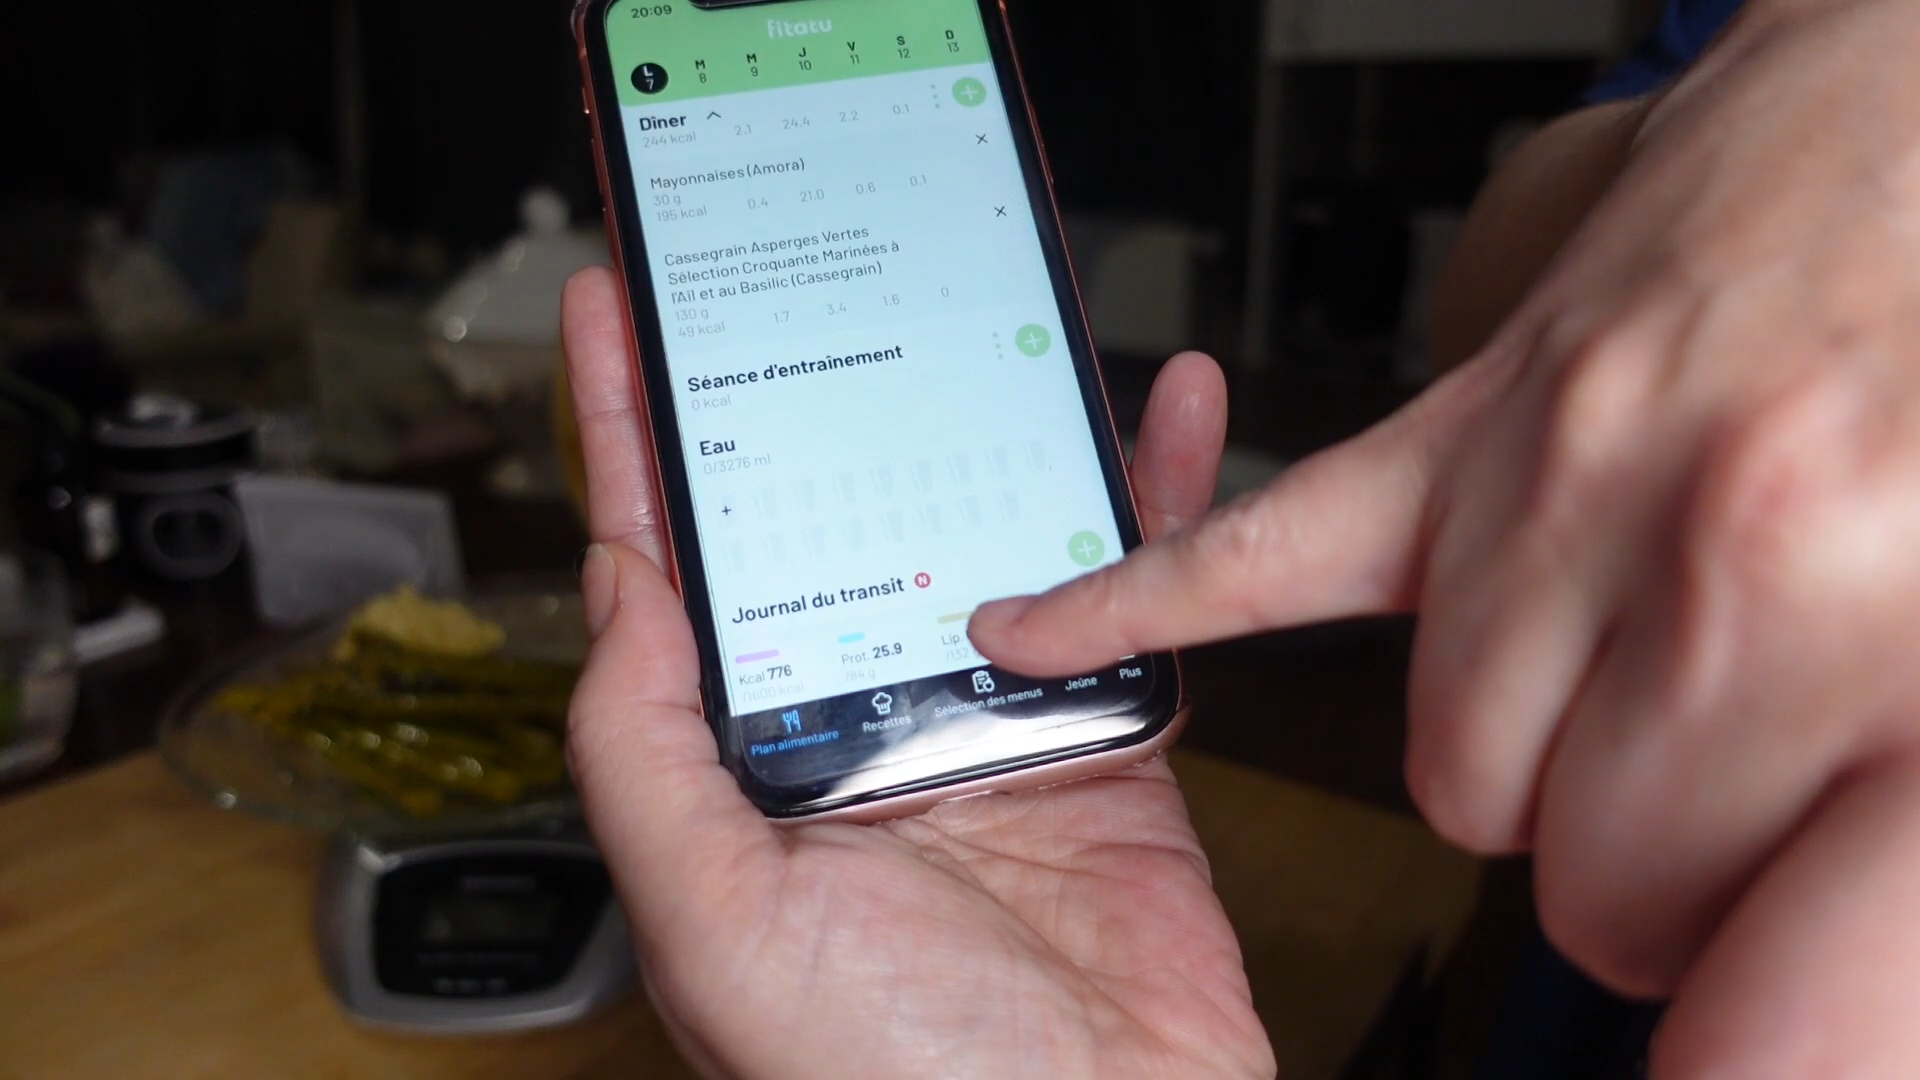 20:09
fitatu
L M M J V S D
7 8 9 10 11 12 13
Dîner
244 kcal 2.1 24.4 2.2 0.1
Mayonnaises (Amora)
30 g
195 kcal 0.4 21.0 0.6 0.1
Cassegrain Asperges Vertes
Sélection Croquante Marinées à
l'Ail et au Basilic (Cassegrain)
130 g
49 kcal 1.7 3.4 1.6 0
Séance d'entraînement
0 kcal
Eau
0/3276 ml
+
Journal du transit N
Kcal 776 Prot. 25.9 Lip.
/1600 kcal /84 g /132
Plan alimentaire Recettes Sélection des menus Jeûne Plus